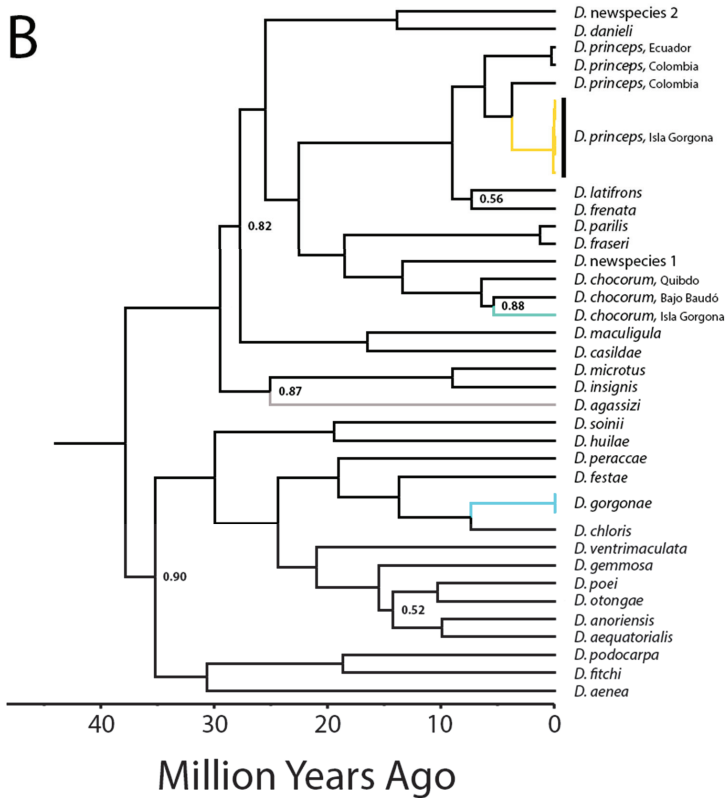 B
D. newspecies 2
D. danieli
D. princeps, Ecuador
D. princeps, Colombia
D. princeps, Colombia
D. princeps, Isla Gorgona
D. latifrons
0.56
D. frenata
D. parilis
0.82
D. fraseri
D. newspecies 1
D. chocorum, Quibdo
D. chocorum, Bajo Baudó
0.88
D. chocorum, Isla Gorgona
D. maculigula
D. casildae
D. microtus
D. insignis
0.87
D. agassizi
D. soinii
D. huilae
D. peraccae
D. festae
D. gorgonae
D. chloris
D. ventrimaculata
D. gemmosa
0.90
D. poei
D. otongae
0.52
D. anoriensis
D. aequatorialis
D. podocarpa
D. fitchi
D. aenea
40 30 20 10 0
Million Years Ago